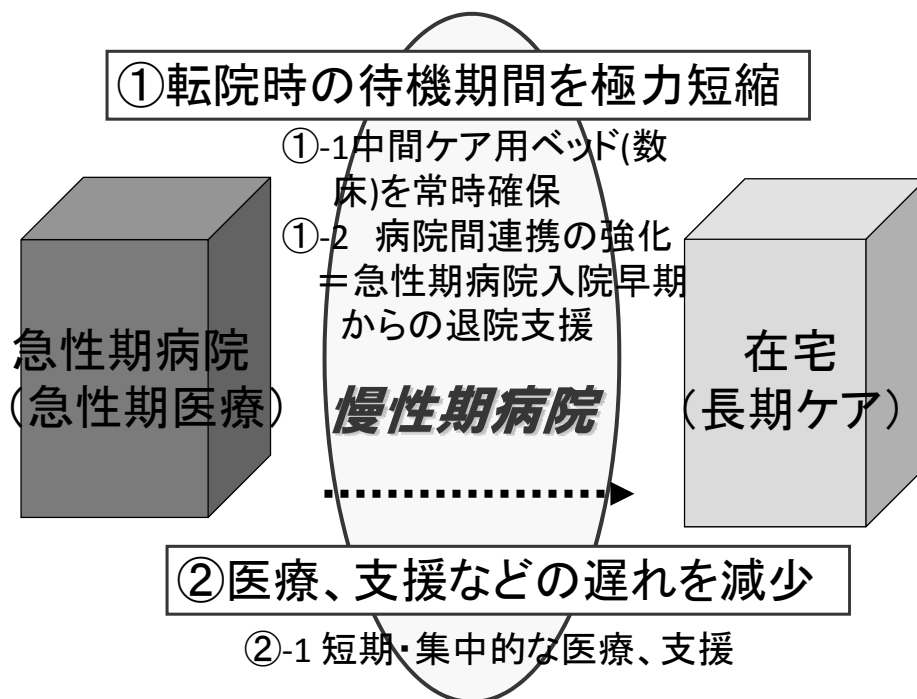 ①転院時の待機期間を極力短縮
①-1中間ケア用ベッド(数
床)を常時確保
①-2 病院間連携の強化
＝急性期病院入院早期
からの退院支援
急性期病院
（急性期医療）
慢性期病院
在宅
（長期ケア）
②医療、支援などの遅れを減少
②-1 短期・集中的な医療、支援